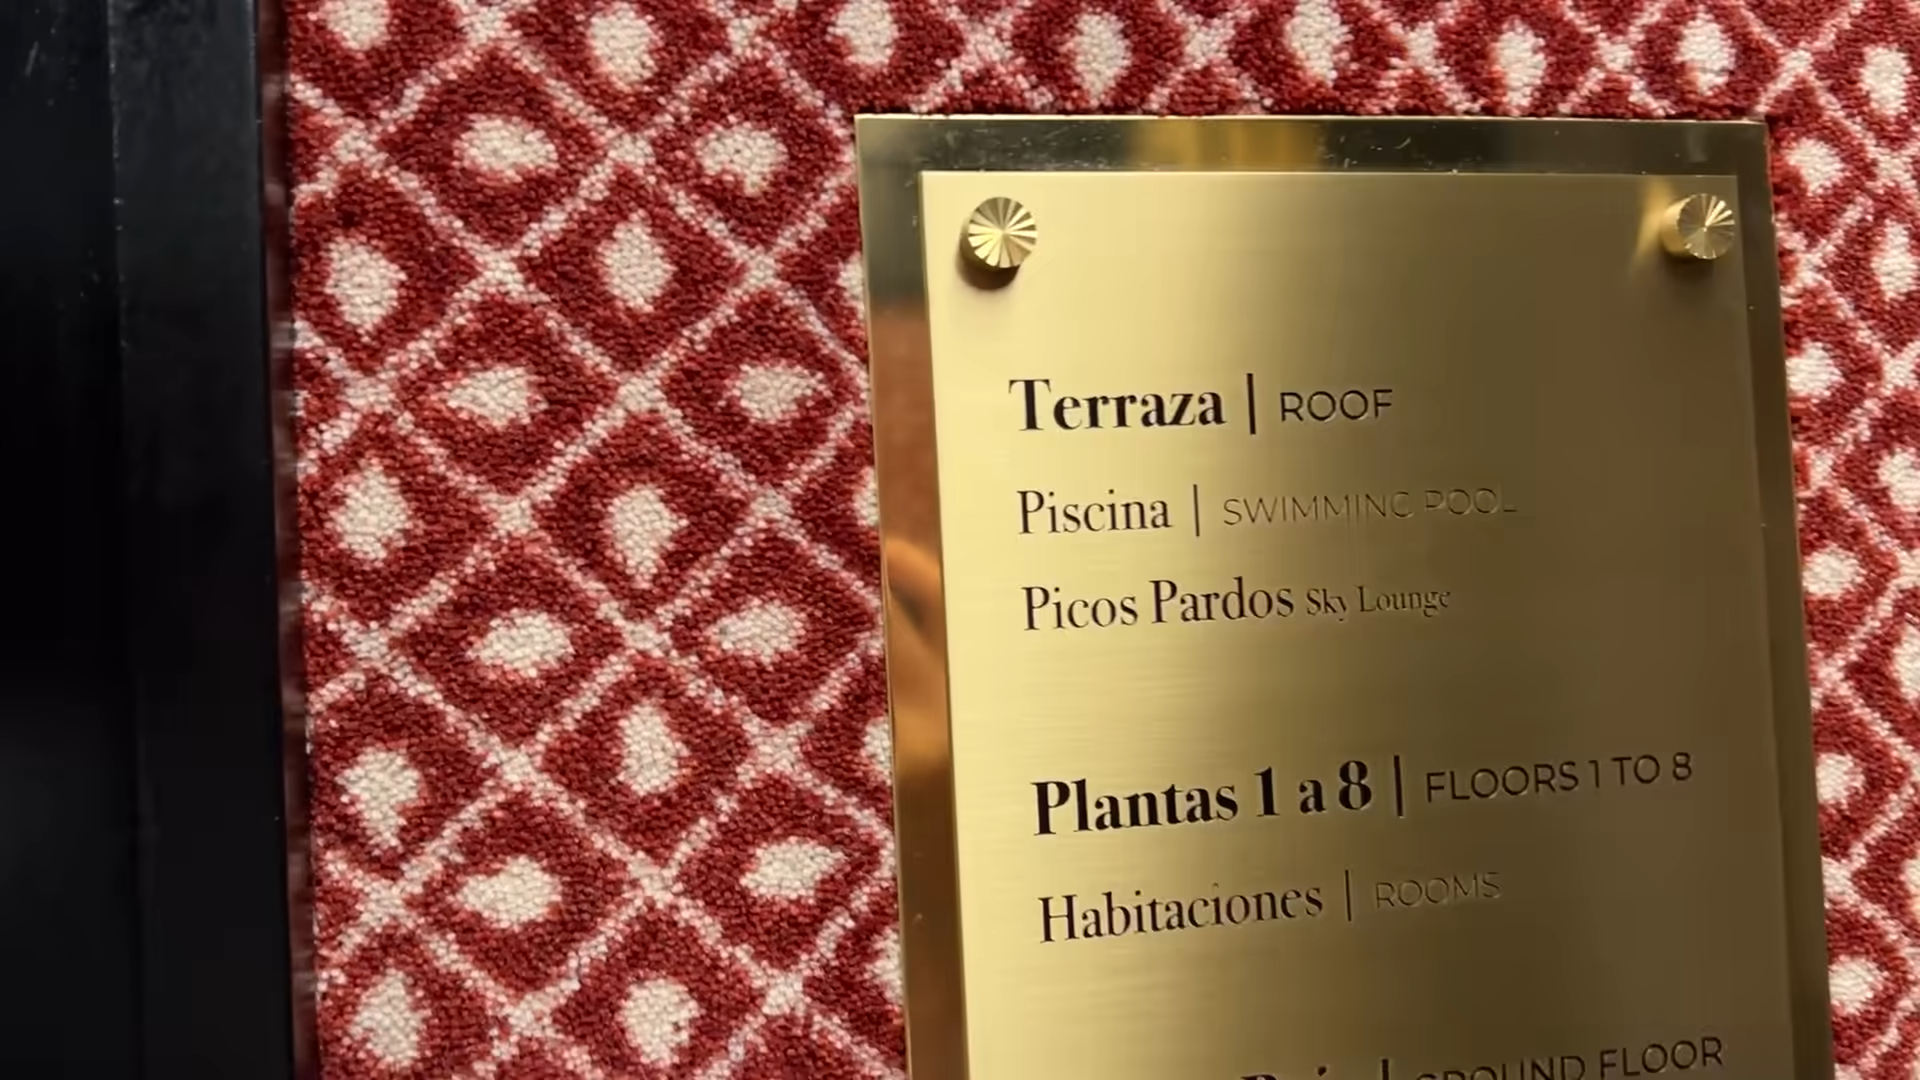 Terraza | ROOF
Piscina | SWIMMING POOL
Picos Pardos Sky Lounge
Plantas 1 a 8 | FLOORS 1 TO 8
Habitaciones | ROOMS
| GROUND FLOOR